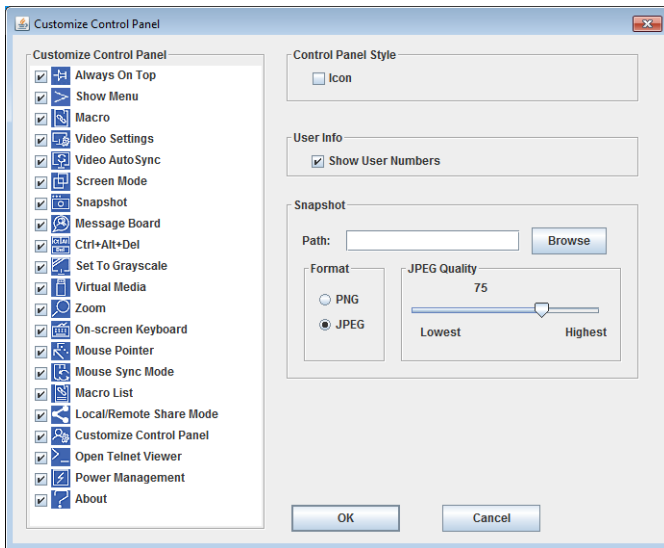 Customize Control Panel
Customize Control Panel
Always On Top
Show Menu
Macro
Video Settings
Video AutoSync
Screen Mode
Snapshot
Message Board
Ctrl+Alt+Del
Set To Grayscale
Virtual Media
Zoom
On-screen Keyboard
Mouse Pointer
Mouse Sync Mode
Macro List
Local/Remote Share Mode
Customize Control Panel
Open Telnet Viewer
Power Management
About
Control Panel Style
Icon
User Info
Show User Numbers
Snapshot
Path:
Browse
Format
PNG
JPEG
JPEG Quality
75
Lowest Highest
OK Cancel